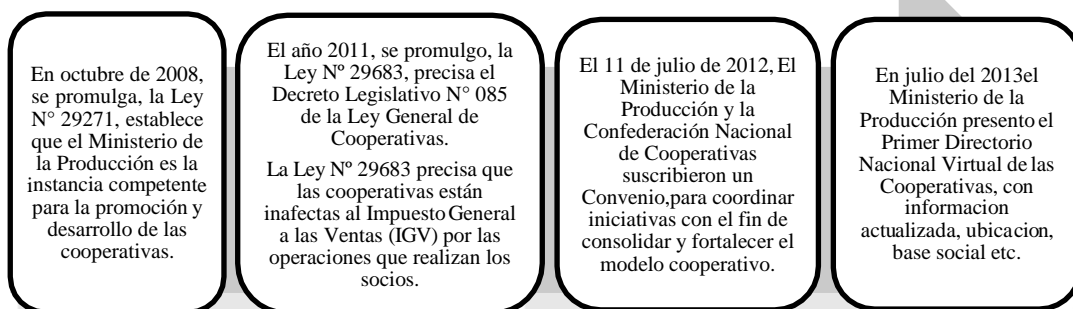 En octubre de 2008,
se promulga, la Ley
N° 29271, establece
que el Ministerio de
la Producción es la
instancia competente
para la promoción y
desarrollo de las
cooperativas.
El año 2011, se promulgo, la
Ley Nº 29683, precisa el
Decreto Legislativo N° 085
de la Ley General de
Cooperativas.
La Ley Nº 29683 precisa que
las cooperativas están
inafectas al Impuesto General
a las Ventas (IGV) por las
operaciones que realizan los
socios.
El 11 de julio de 2012, El
Ministerio de la
Producción y la
Confederación Nacional
de Cooperativas
suscribieron un
Convenio,para coordinar
iniciativas con el fin de
consolidar y fortalecer el
modelo cooperativo.
En julio del 2013el
Ministerio de la
Producción presento el
Primer Directorio
Nacional Virtual de las
Cooperativas, con
informacion
actualizada, ubicacion,
base social etc.